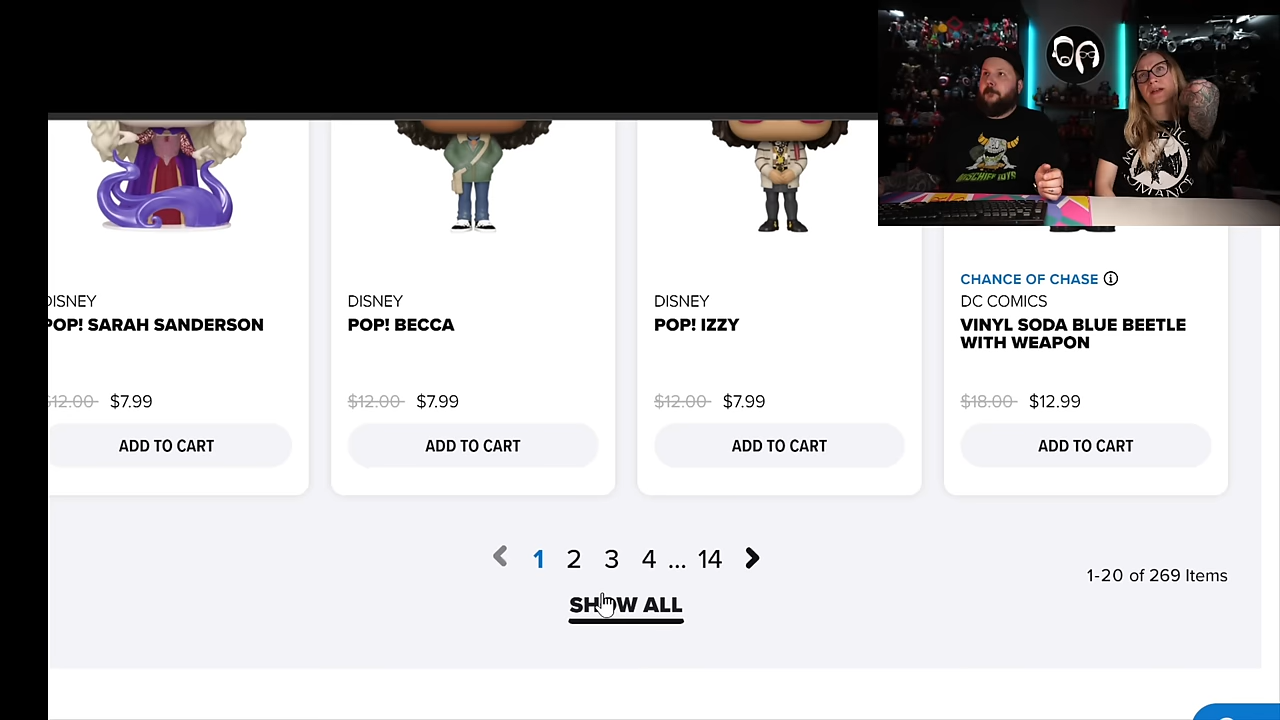 DISNEY
POP! SARAH SANDERSON
$12.00 $7.99
ADD TO CART
DISNEY
POP! BECCA
$12.00 $7.99
ADD TO CART
DISNEY
POP! IZZY
$12.00 $7.99
ADD TO CART
CHANCE OF CHASE
DC COMICS
VINYL SODA BLUE BEETLE
WITH WEAPON
$18.00 $12.99
ADD TO CART
1 2 3 4 ... 14
1-20 of 269 Items
SHOW ALL
MISCHIEF TOYS